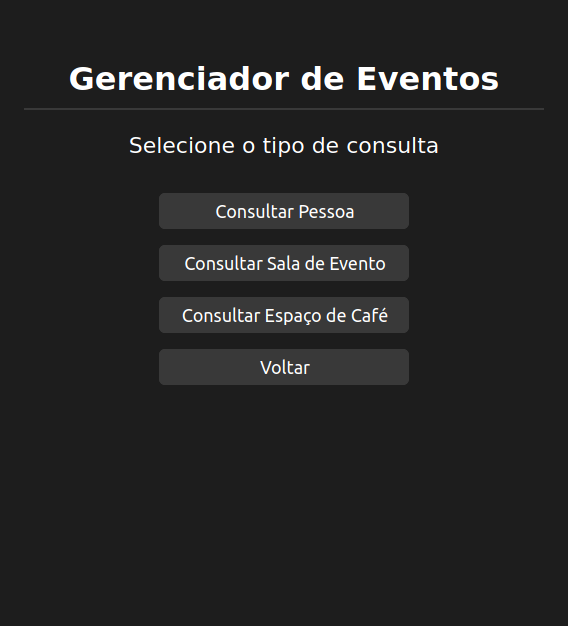 Gerenciador de Eventos
Selecione o tipo de consulta
Consultar Pessoa
Consultar Sala de Evento
Consultar Espaço de Café
Voltar